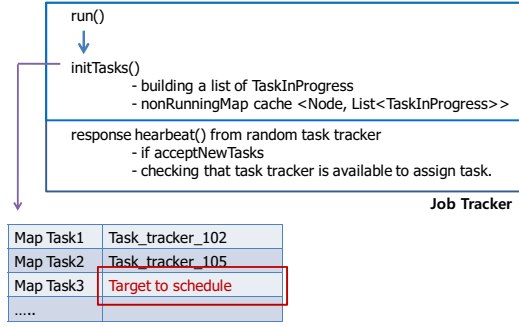 run()
initTasks()
- building a list of TaskInProgress
- nonRunningMap cache <Node, List<TaskInProgress>>
response hearbeat() from random task tracker
- if acceptNewTasks
- checking that task tracker is available to assign task.
Job Tracker
Map Task1 Task_tracker_102
Map Task2 Task_tracker_105
Map Task3 Target to schedule
…..